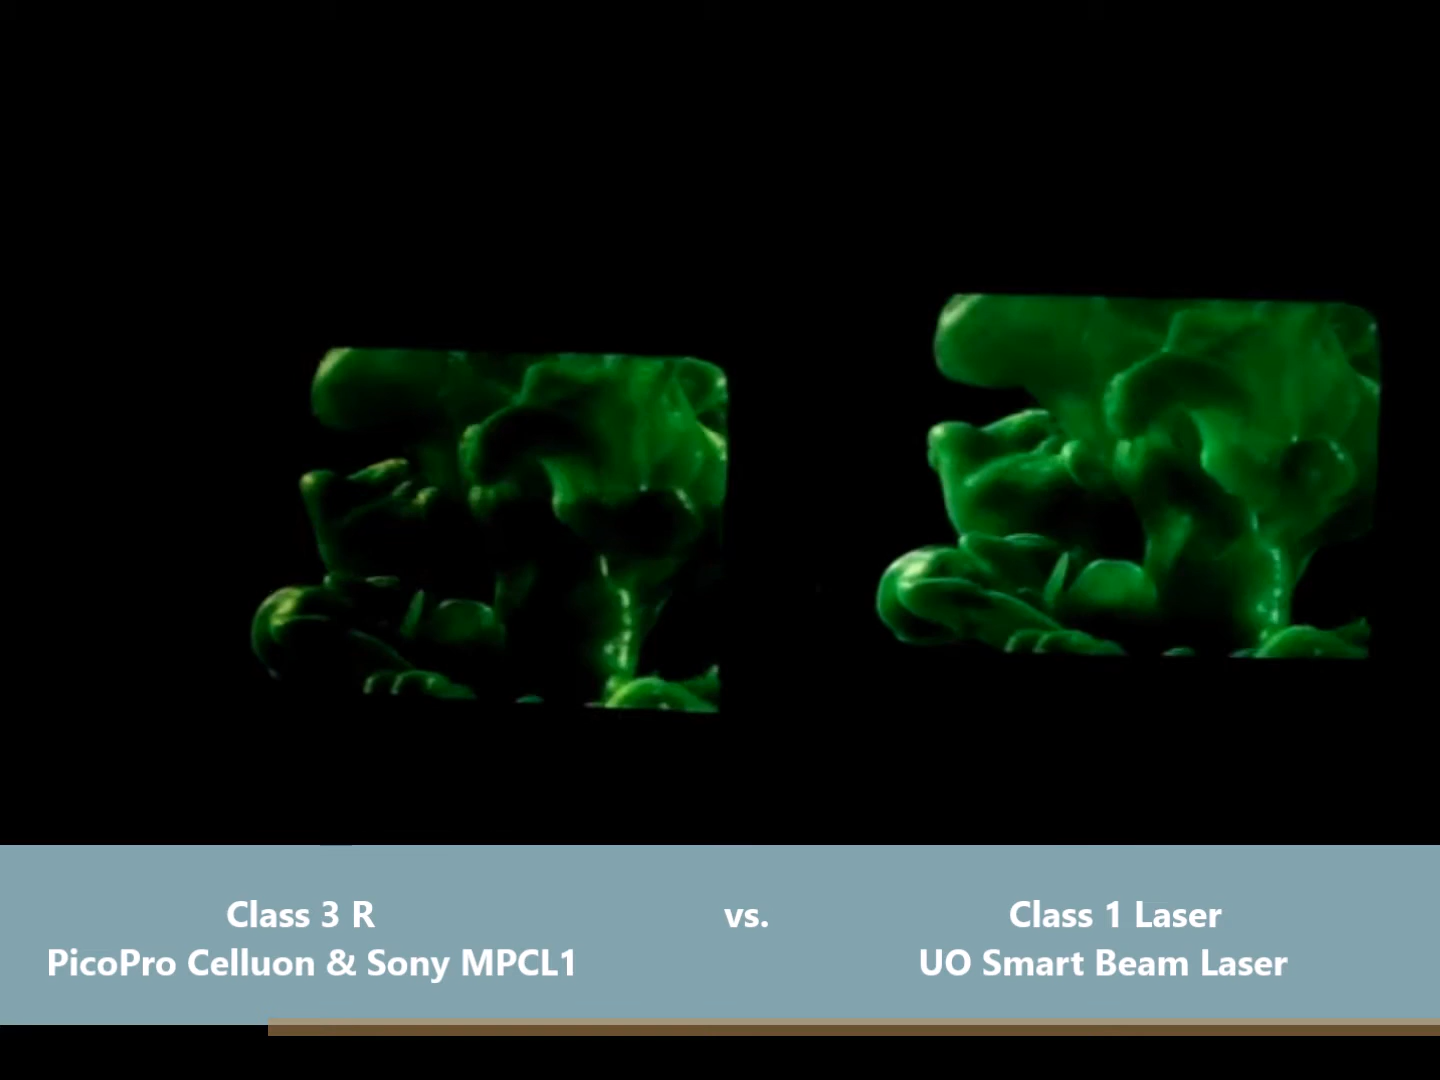 Class 3 R vs. Class 1 Laser
PicoPro Celluon & Sony MPCL1 UO Smart Beam Laser